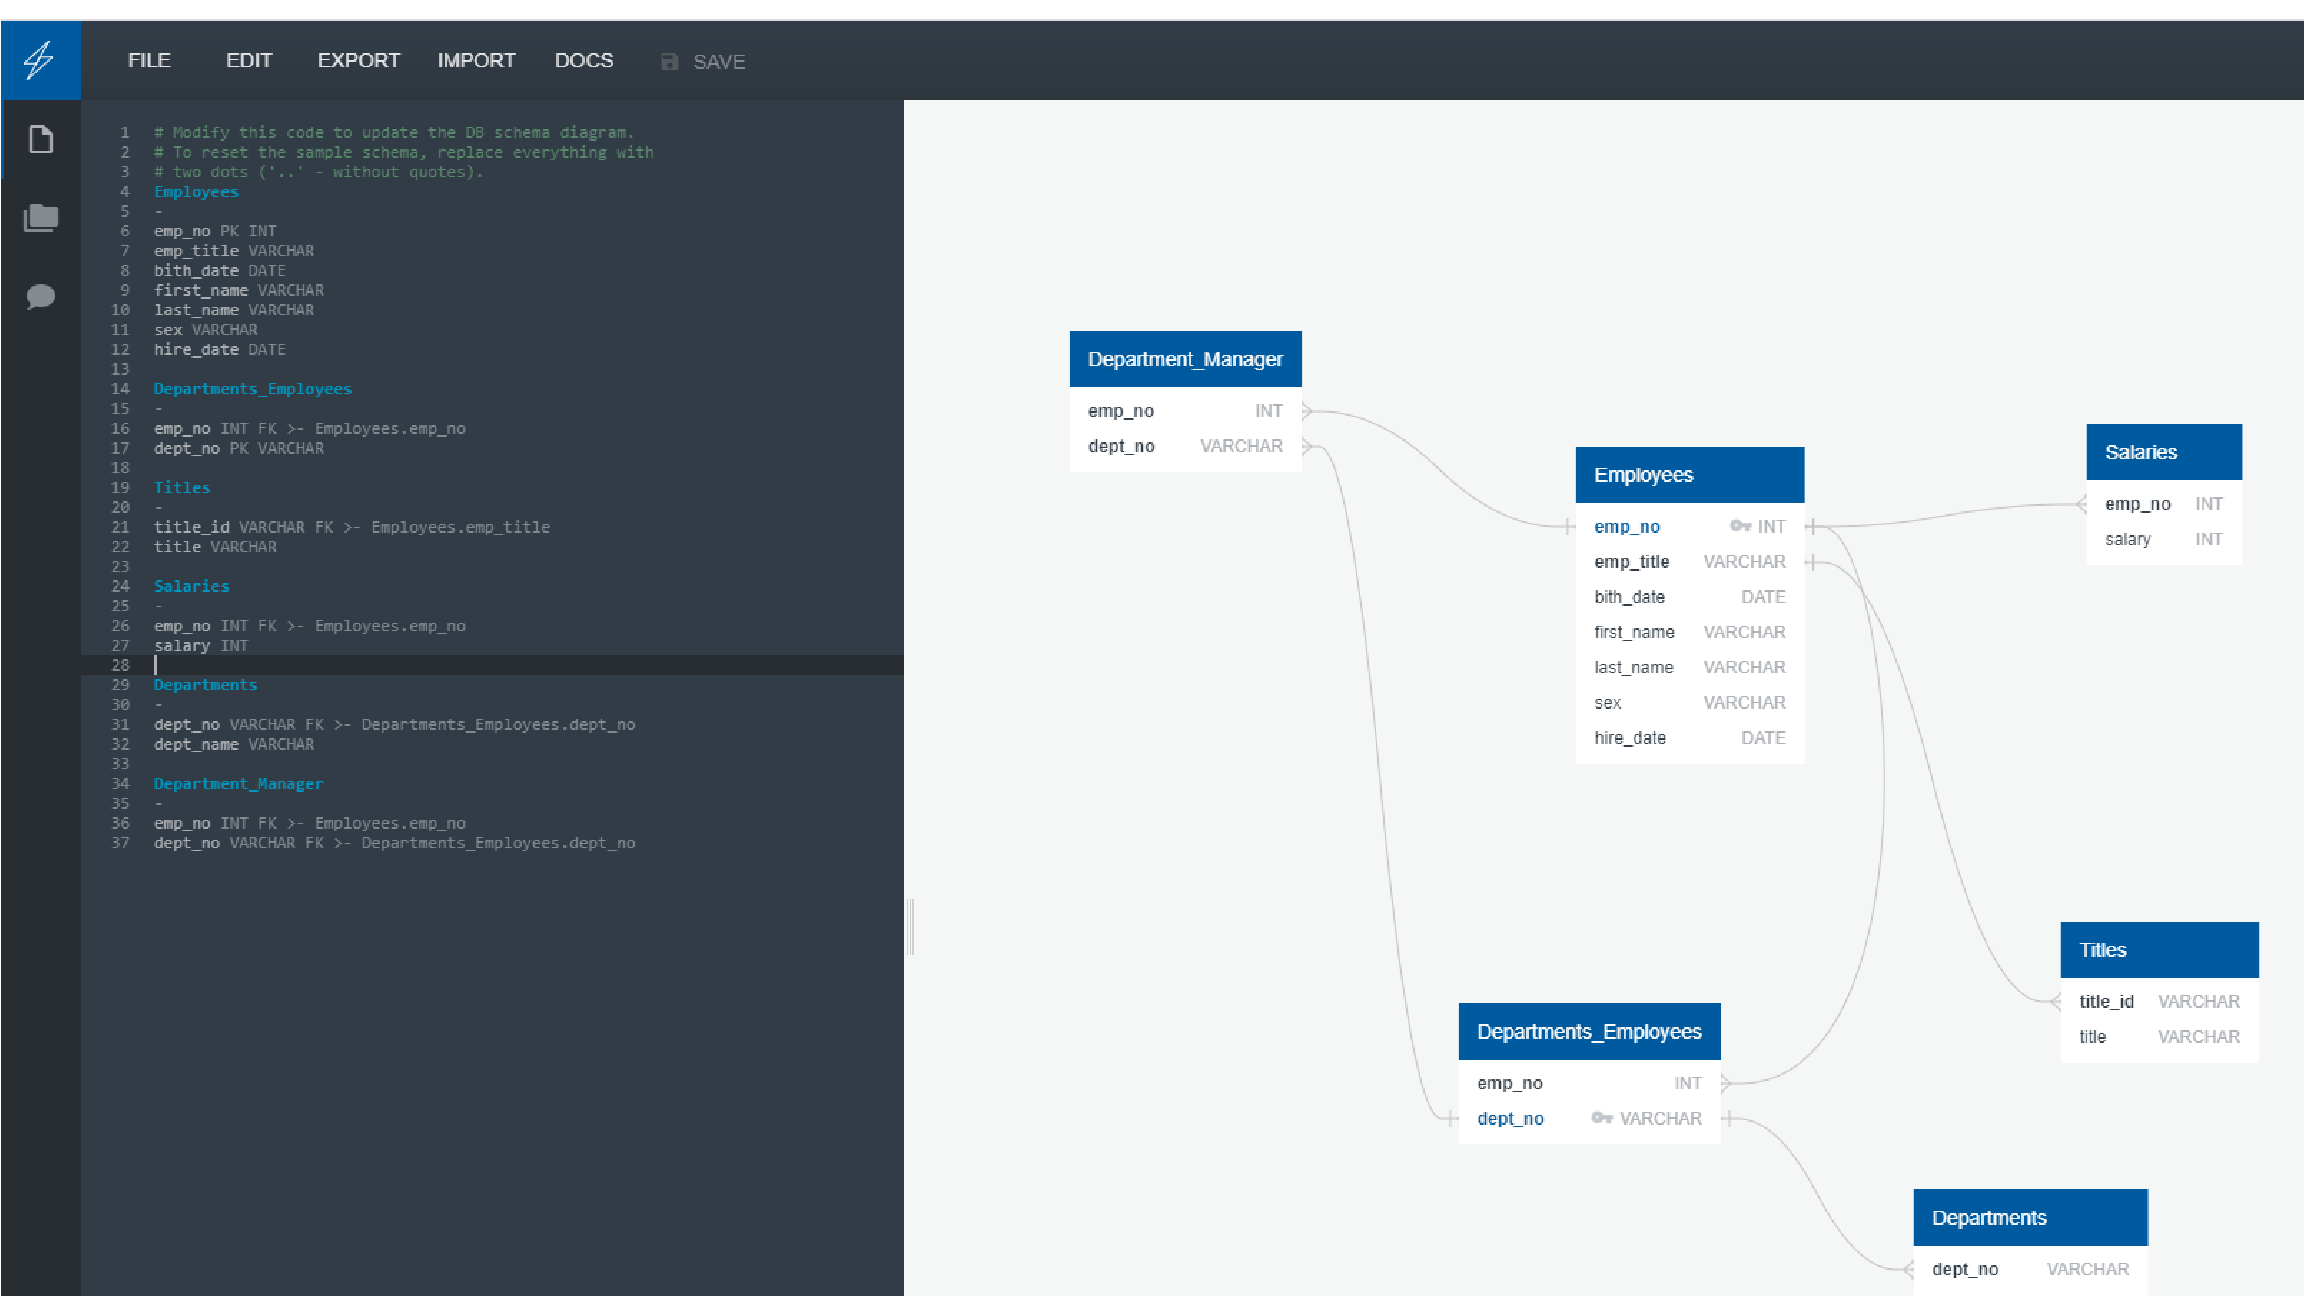 FILE EDIT EXPORT IMPORT DOCS SAVE
1 # Modify this code to update the DB schema diagram.
2 # To reset the sample schema, replace everything with
3 # two dots ('..' - without quotes).
4 Employees
5 -
6 emp_no PK INT
7 emp_title VARCHAR
8 bith_date DATE
9 first_name VARCHAR
10 last_name VARCHAR
11 sex VARCHAR
12 hire_date DATE
13
14 Departments_Employees
15 -
16 emp_no INT FK >- Employees.emp_no
17 dept_no PK VARCHAR
18
19 Titles
20 -
21 title_id VARCHAR FK >- Employees.emp_title
22 title VARCHAR
23
24 Salaries
25 -
26 emp_no INT FK >- Employees.emp_no
27 salary INT
28
29 Departments
30 -
31 dept_no VARCHAR FK >- Departments_Employees.dept_no
32 dept_name VARCHAR
33
34 Department_Manager
35 -
36 emp_no INT FK >- Employees.emp_no
37 dept_no VARCHAR FK >- Departments_Employees.dept_no
Department_Manager
emp_no INT
dept_no VARCHAR
Employees
emp_no INT
emp_title VARCHAR
bith_date DATE
first_name VARCHAR
last_name VARCHAR
sex VARCHAR
hire_date DATE
Salaries
emp_no INT
salary INT
Titles
title_id VARCHAR
title VARCHAR
Departments_Employees
emp_no INT
dept_no VARCHAR
Departments
dept_no VARCHAR